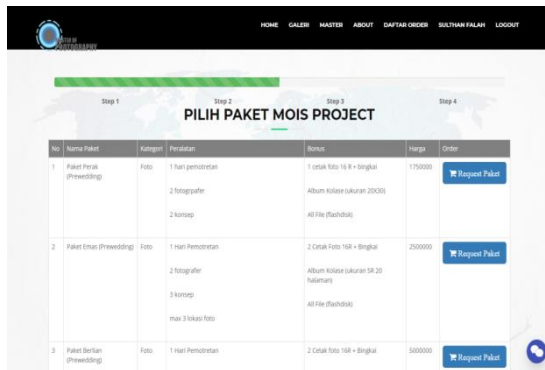 HOME GALERI MASTER ABOUT DAFTAR ORDER SULTHAN FALAH LOGOUT
PHOTOGRAPHY
Step 1 Step 2 Step 3 Step 4
PILIH PAKET MOIS PROJECT
No Nama Paket Kategori Peralatan Bonus Harga Order
1 Paket Perak (Prewedding) Foto 1 hari pemotretan 1 cetak foto 16 R + bingkai 1750000 Request Paket
2 fotogrpafer Album Kolase (ukuran 20X30)
2 konsep All File (flashdisk)
2 Paket Emas (Prewedding) Foto 1 Hari Pemotretan 2 Cetak Foto 16R + Bingkai 2500000 Request Paket
2 fotografer Album Kolase (ukuran SR 20 halaman)
3 konsep All File (flashdisk)
max 3 lokasi foto
3 Paket Berlian (Prewedding) Foto 1 Hari Pemotretan 2 Cetak foto 16R + Bingkai 5000000 Request Paket